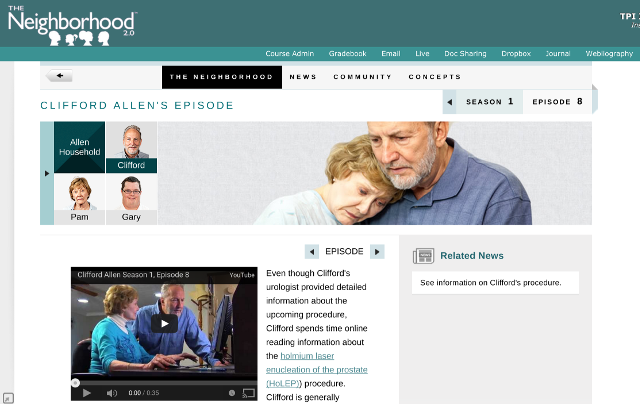 THE
Neighborhood
2.0
TPI
Course Admin Gradebook Email Live Doc Sharing Dropbox Journal Webliography
THE NEIGHBORHOOD NEWS COMMUNITY CONCEPTS
CLIFFORD ALLEN'S EPISODE
SEASON 1 EPISODE 8
Allen
Household
Clifford
Pam Gary
EPISODE
Clifford Allen Season 1, Episode 8 YouTube
0:00 / 0:35
Even though Clifford's
urologist provided detailed
information about the
upcoming procedure,
Clifford spends time online
reading information about
the holmium laser
enucleation of the prostate
(HoLEP)) procedure.
Clifford is generally
Related News
See information on Clifford's procedure.